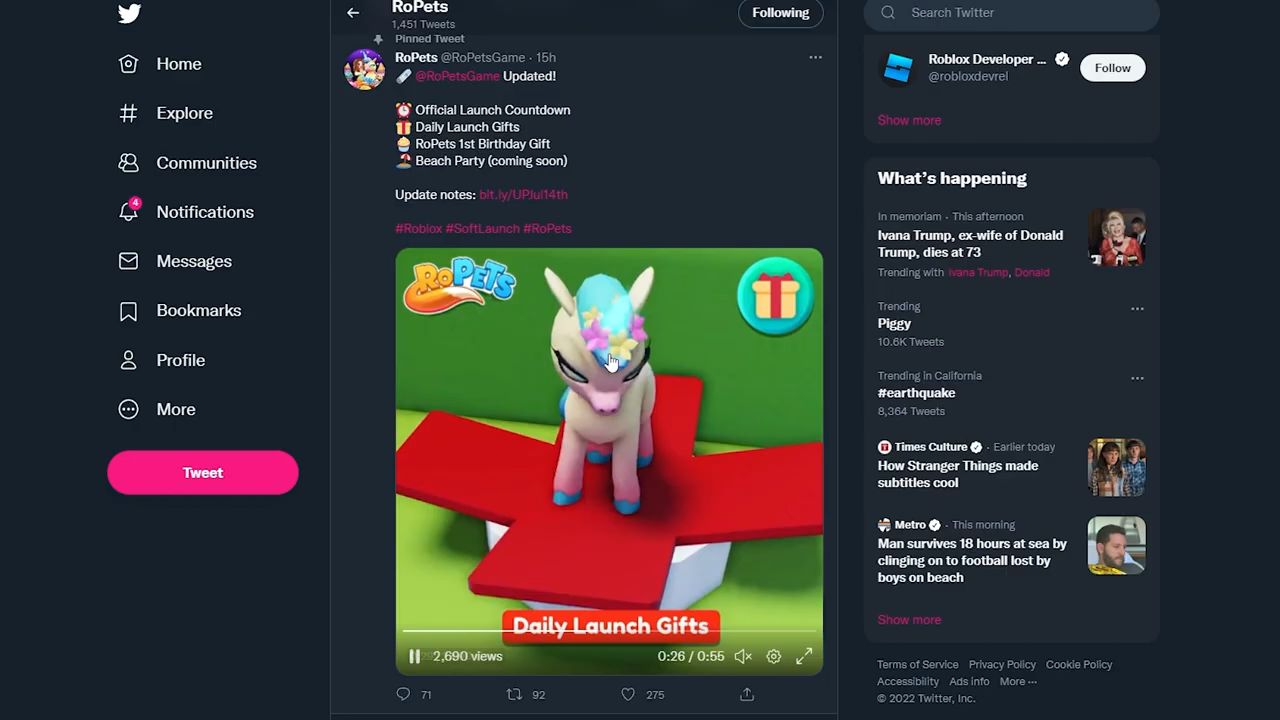 RoPets
1,451 Tweets
Following
Search Twitter
Home
Explore
Communities
4
Notifications
Messages
Bookmarks
Profile
More
Tweet
Pinned Tweet
RoPets @RoPetsGame · 15h
@RoPetsGame Updated!
Official Launch Countdown
Daily Launch Gifts
RoPets 1st Birthday Gift
Beach Party (coming soon)
Update notes: bit.ly/UPJul14th
#Roblox #SoftLaunch #RoPets
ROPETS
Daily Launch Gifts
2,690 views
0:26 / 0:55
71
92
275
Roblox Developer ...
@robloxdevrel
Follow
Show more
What's happening
In memoriam · This afternoon
Ivana Trump, ex-wife of Donald
Trump, dies at 73
Trending with Ivana Trump, Donald
Trending
Piggy
10.6K Tweets
Trending in California
#earthquake
8,364 Tweets
Times Culture · Earlier today
How Stranger Things made
subtitles cool
Metro · This morning
Man survives 18 hours at sea by
clinging on to football lost by
boys on beach
Show more
Terms of Service Privacy Policy Cookie Policy
Accessibility Ads info More ···
© 2022 Twitter, Inc.